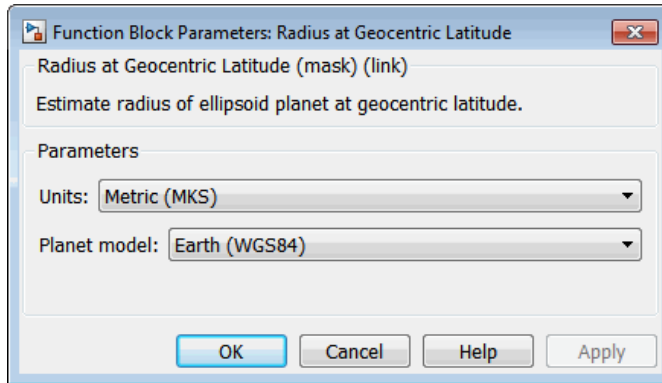 Function Block Parameters: Radius at Geocentric Latitude
Radius at Geocentric Latitude (mask) (link)
Estimate radius of ellipsoid planet at geocentric latitude.
Parameters
Units: Metric (MKS)
Planet model: Earth (WGS84)
OK Cancel Help Apply